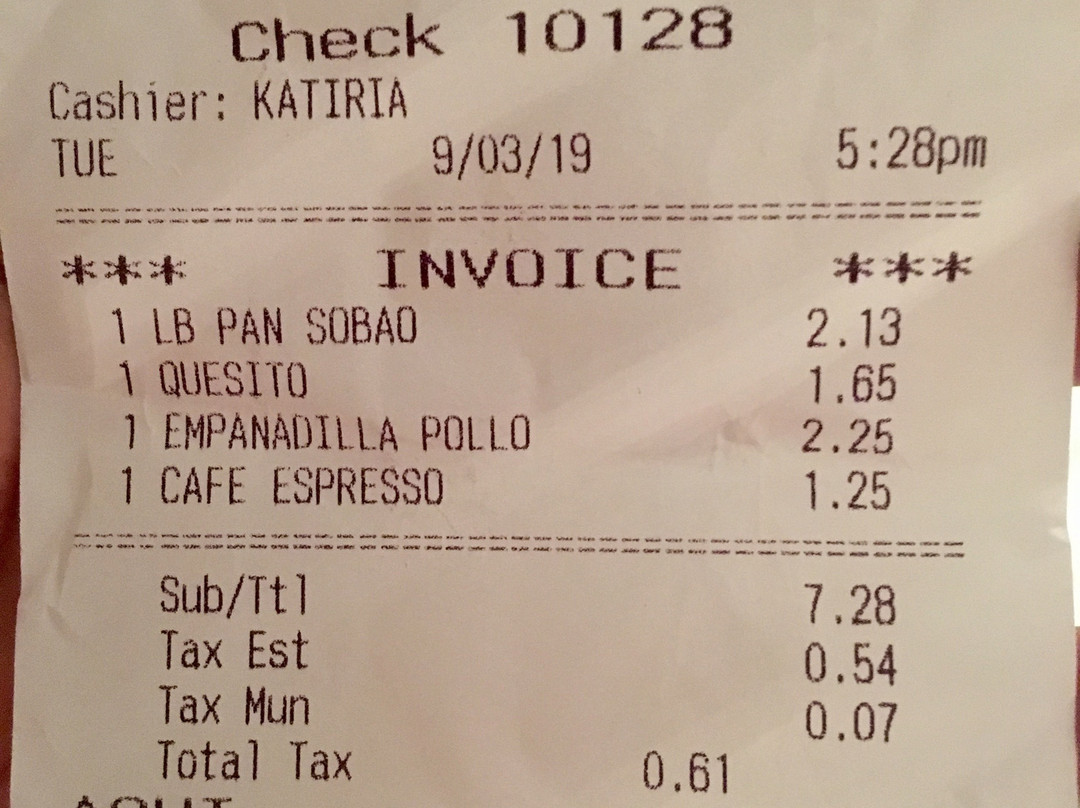 Check 10128
Cashier: KATIRIA
TUE 9/03/19 5:28pm
*** INVOICE ***
1 LB PAN SOBAO 2.13
1 QUESITO 1.65
1 EMPANADILLA POLLO 2.25
1 CAFE ESPRESSO 1.25
Sub/Ttl 7.28
Tax Est 0.54
Tax Mun 0.07
Total Tax 0.61